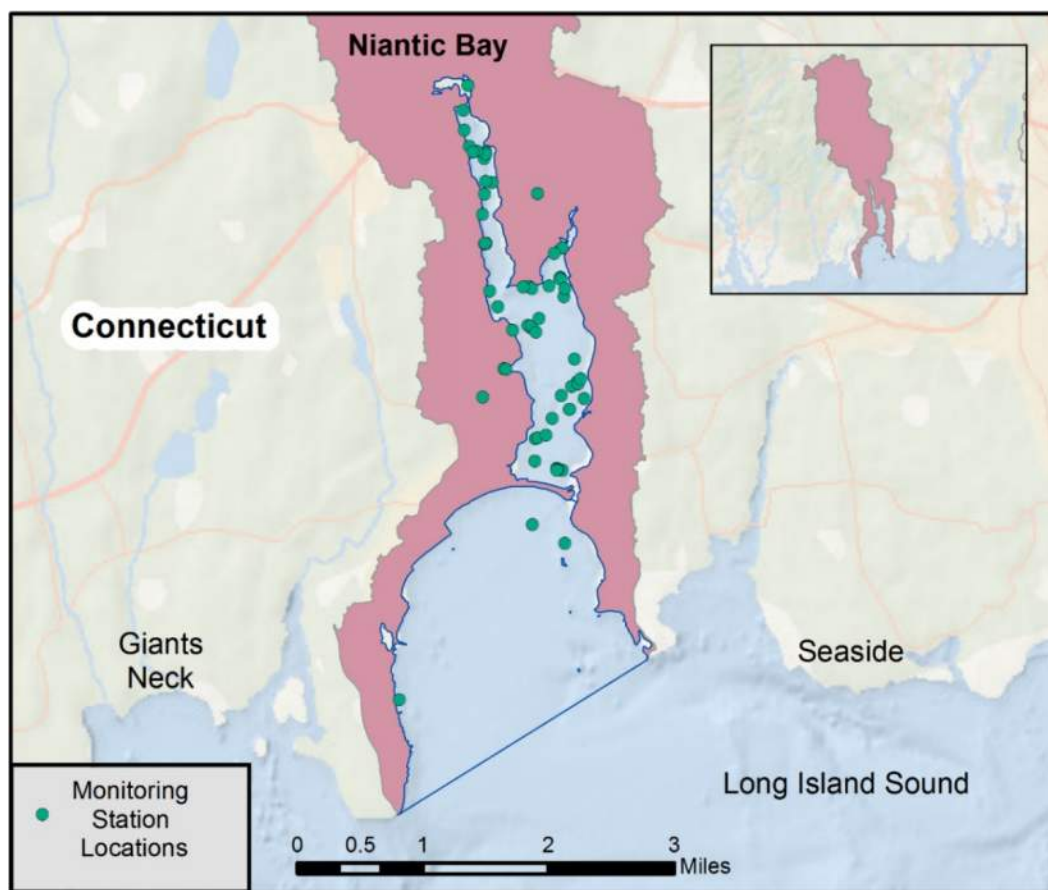 Niantic Bay
Connecticut
Giants
Neck
Seaside
Long Island Sound
Monitoring
Station
Locations
0 0.5 1 2 3
Miles